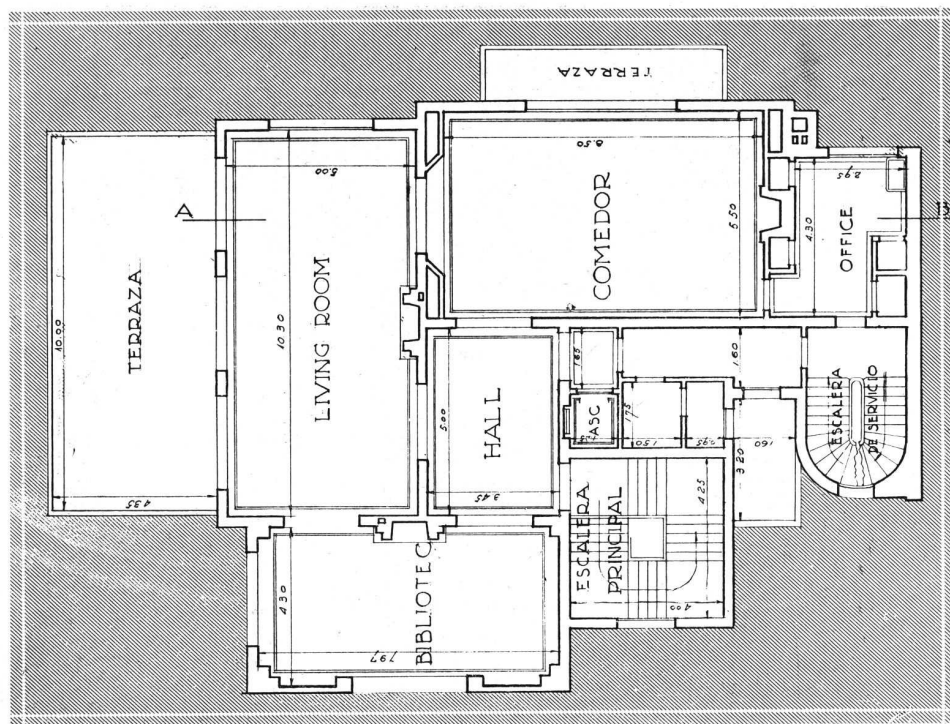 TERRAZA
8.50
5.00
2.95
A
B
COMEDOR
5.50
4.30
OFFICE
TERRAZA
10.00
10.30
LIVING ROOM
1.65
1.60
HALL
5.00
ASC
1.75
1.50
0.95
1.60
3.20
ESCALERA
DE SERVICIO
4.35
3.45
ESCALERA
PRINCIPAL
4.25
4.00
BIBLIOTEC
4.30
7.97